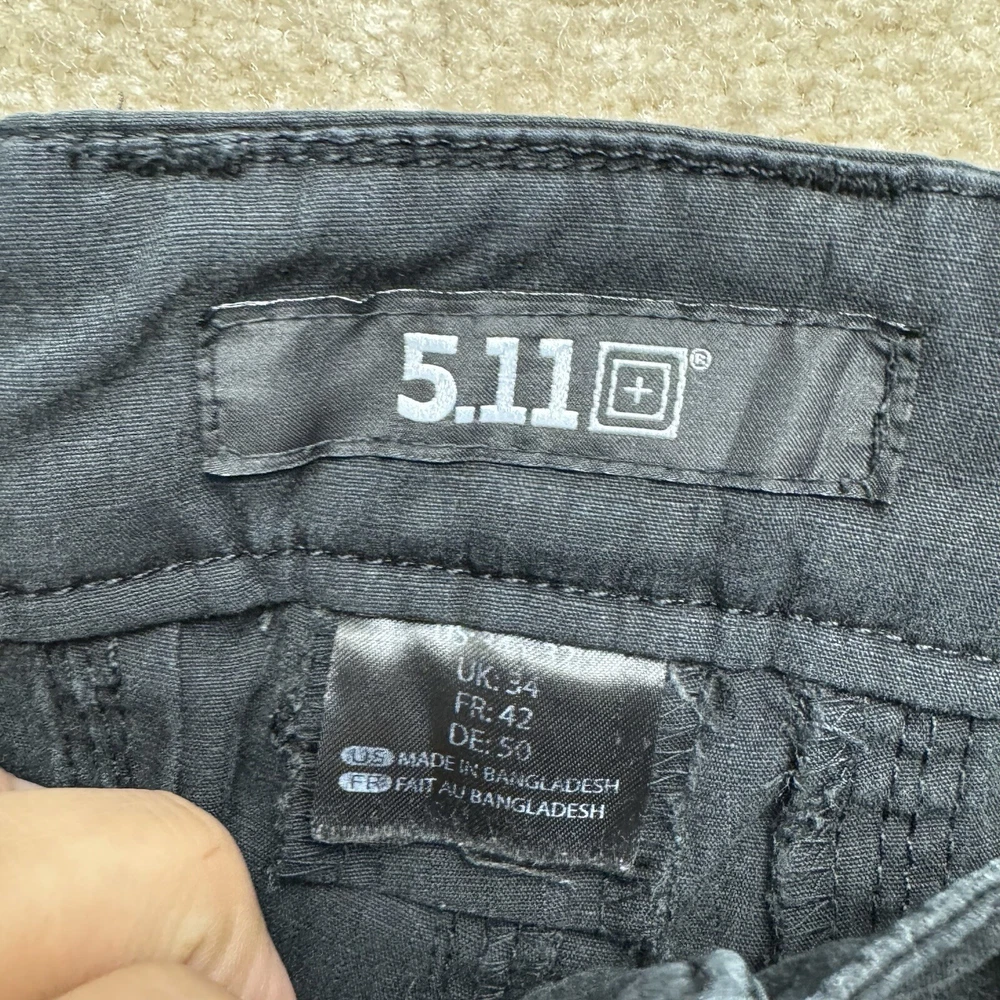 5.11®
UK: 34
FR: 42
DE: 50
US MADE IN BANGLADESH
FR FAIT AU BANGLADESH